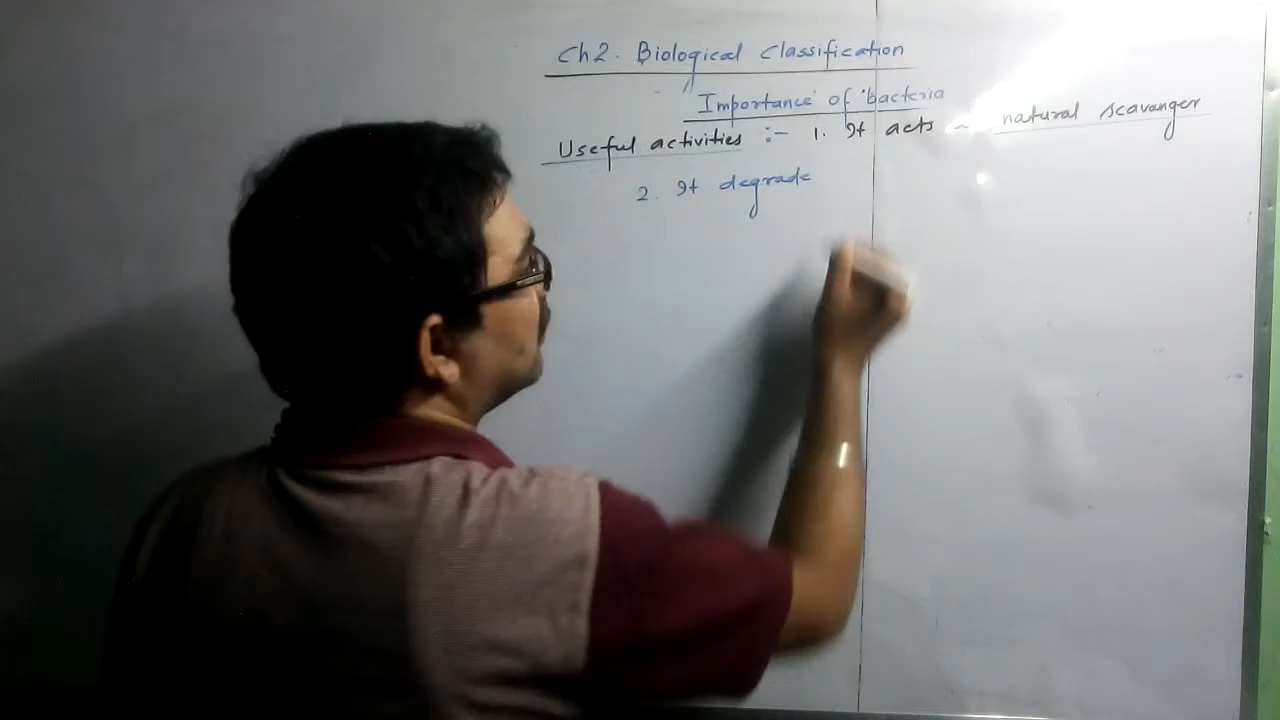 Ch2. Biological Classification
Importance of bacteria
Useful activities :- 1. It acts natural scavanger
2. It degrade